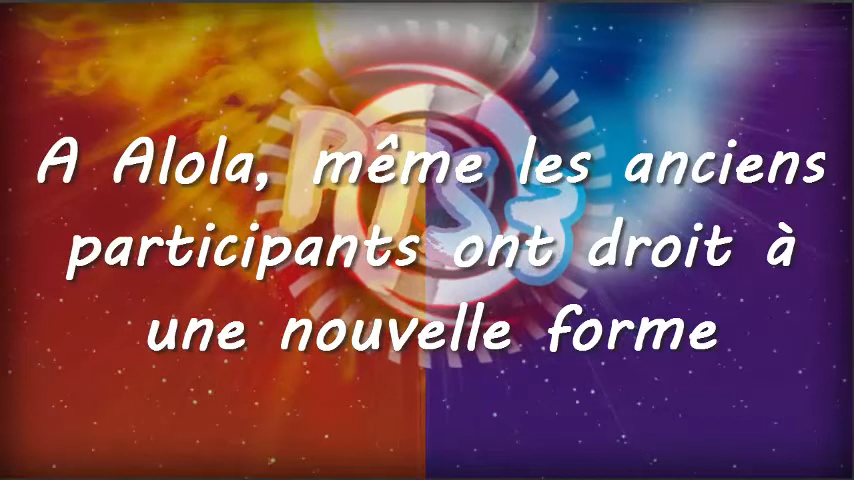 A Alola, même les anciens
participants ont droit à
une nouvelle forme